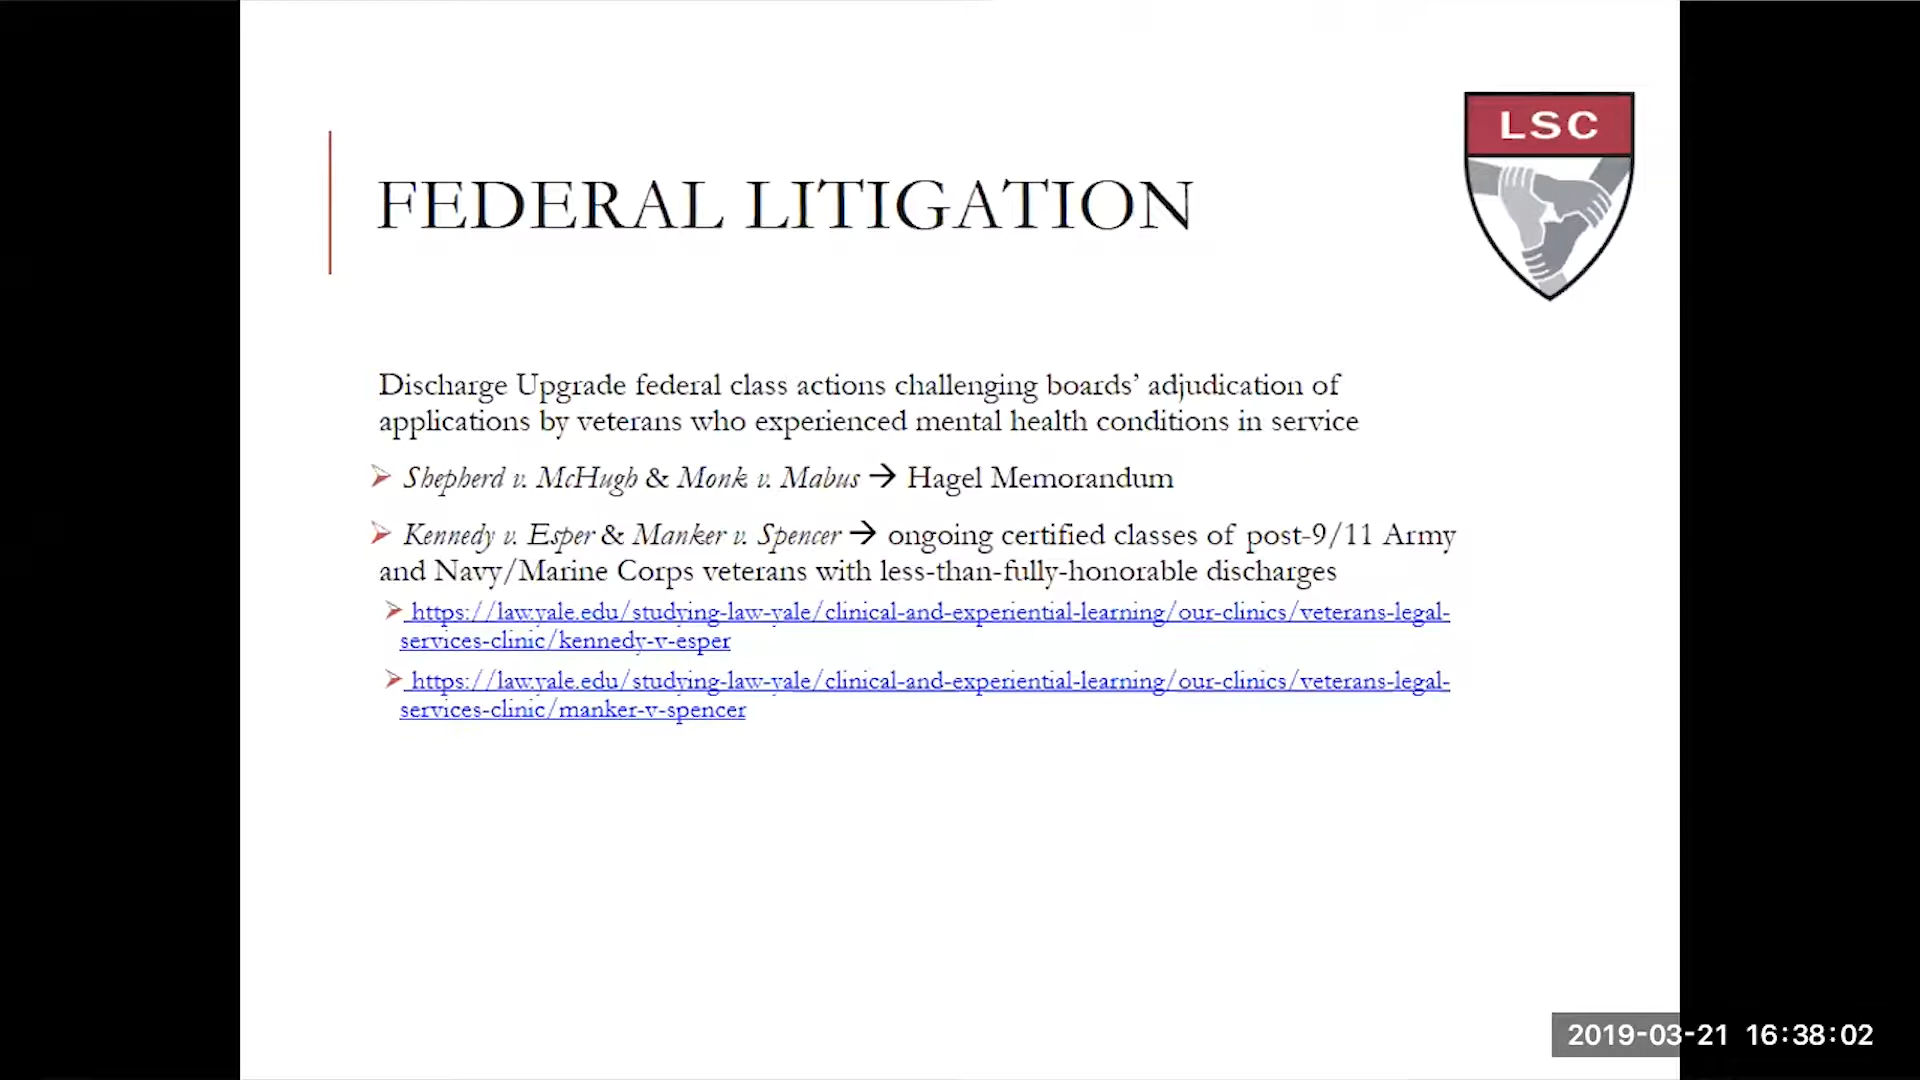 LSC
FEDERAL LITIGATION
Discharge Upgrade federal class actions challenging boards’ adjudication of
applications by veterans who experienced mental health conditions in service
Shepherd v. McHugh & Monk v. Mabus → Hagel Memorandum
Kennedy v. Esper & Manker v. Spencer → ongoing certified classes of post-9/11 Army
and Navy/Marine Corps veterans with less-than-fully-honorable discharges
https://law.yale.edu/studying-law-yale/clinical-and-experiential-learning/our-clinics/veterans-legal-
services-clinic/kennedy-v-esper
https://law.yale.edu/studying-law-yale/clinical-and-experiential-learning/our-clinics/veterans-legal-
services-clinic/manker-v-spencer
2019-03-21 16:38:02